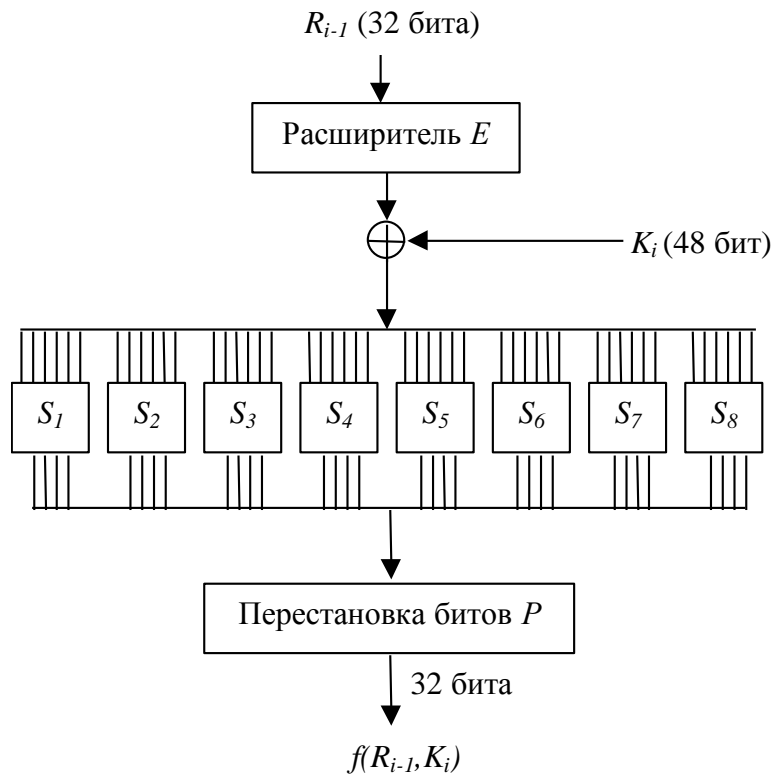 R_{i-1} (32 бита)
Расширитель E
K_i (48 бит)
S_1 S_2 S_3 S_4 S_5 S_6 S_7 S_8
Перестановка битов P
32 бита
f(R_{i-1},K_i)